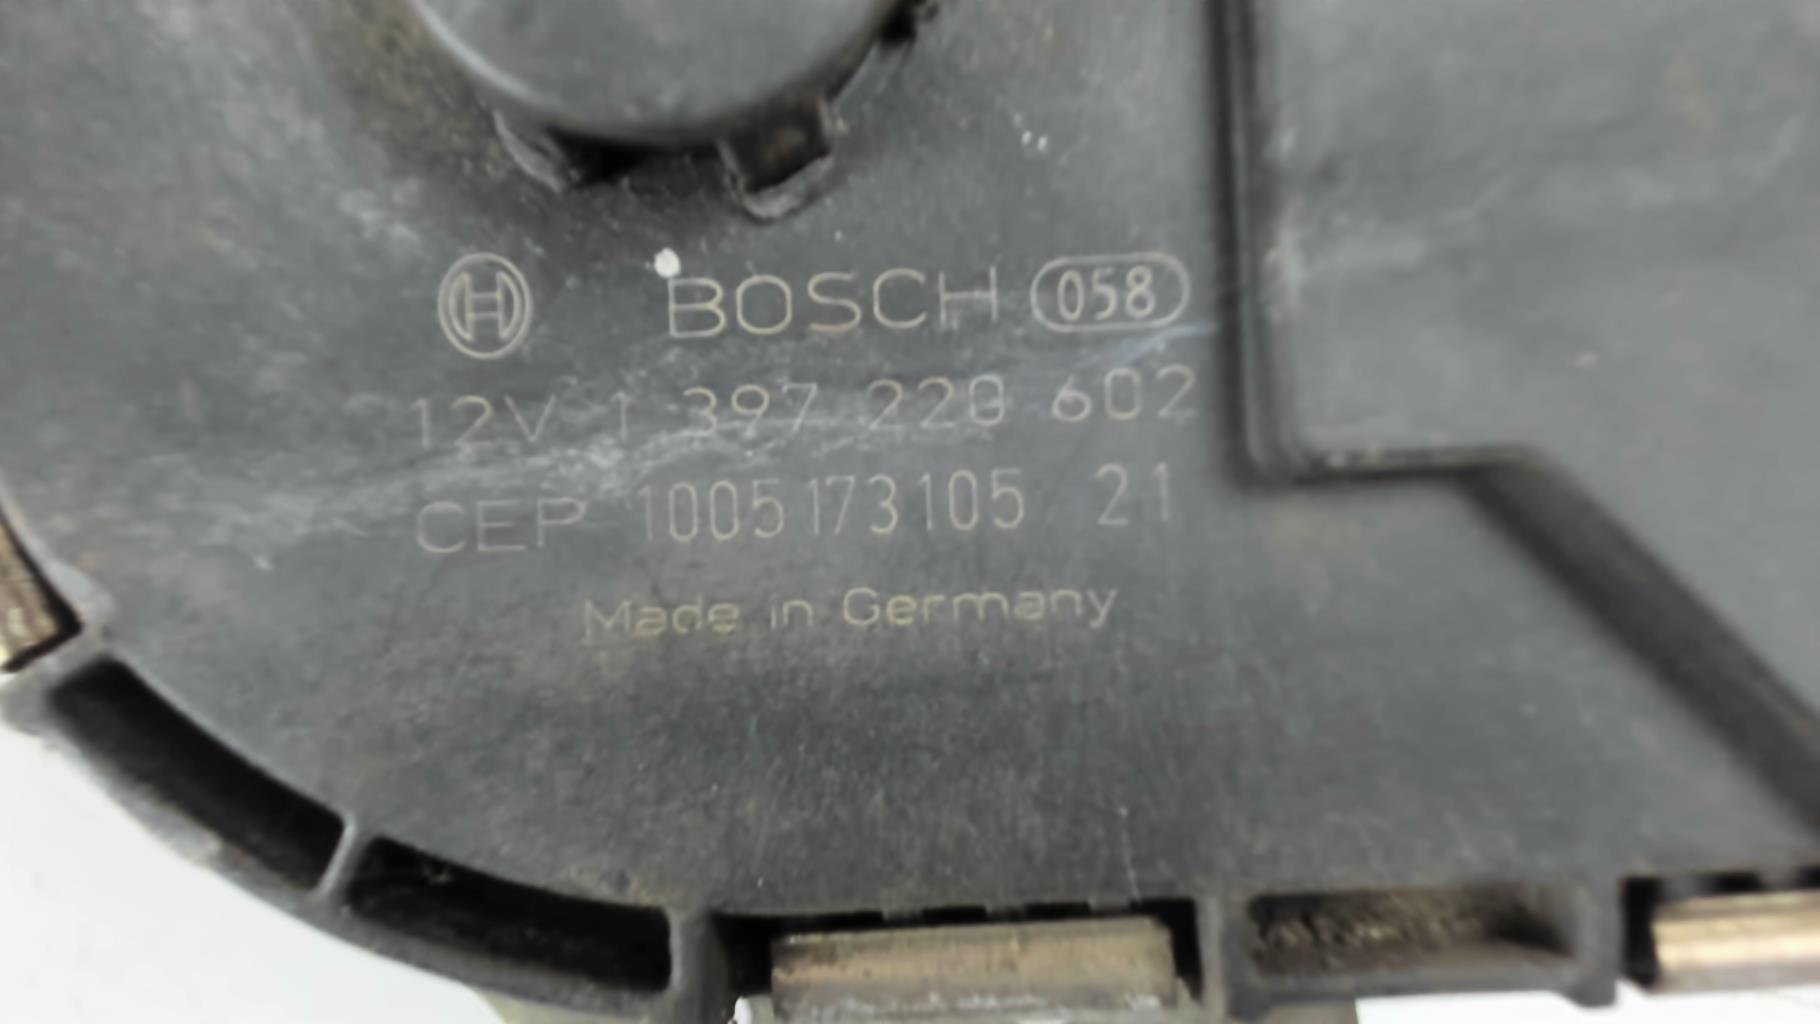 BOSCH 058
12V 1 397 220 602
CEP 1005173105 21
Made in Germany